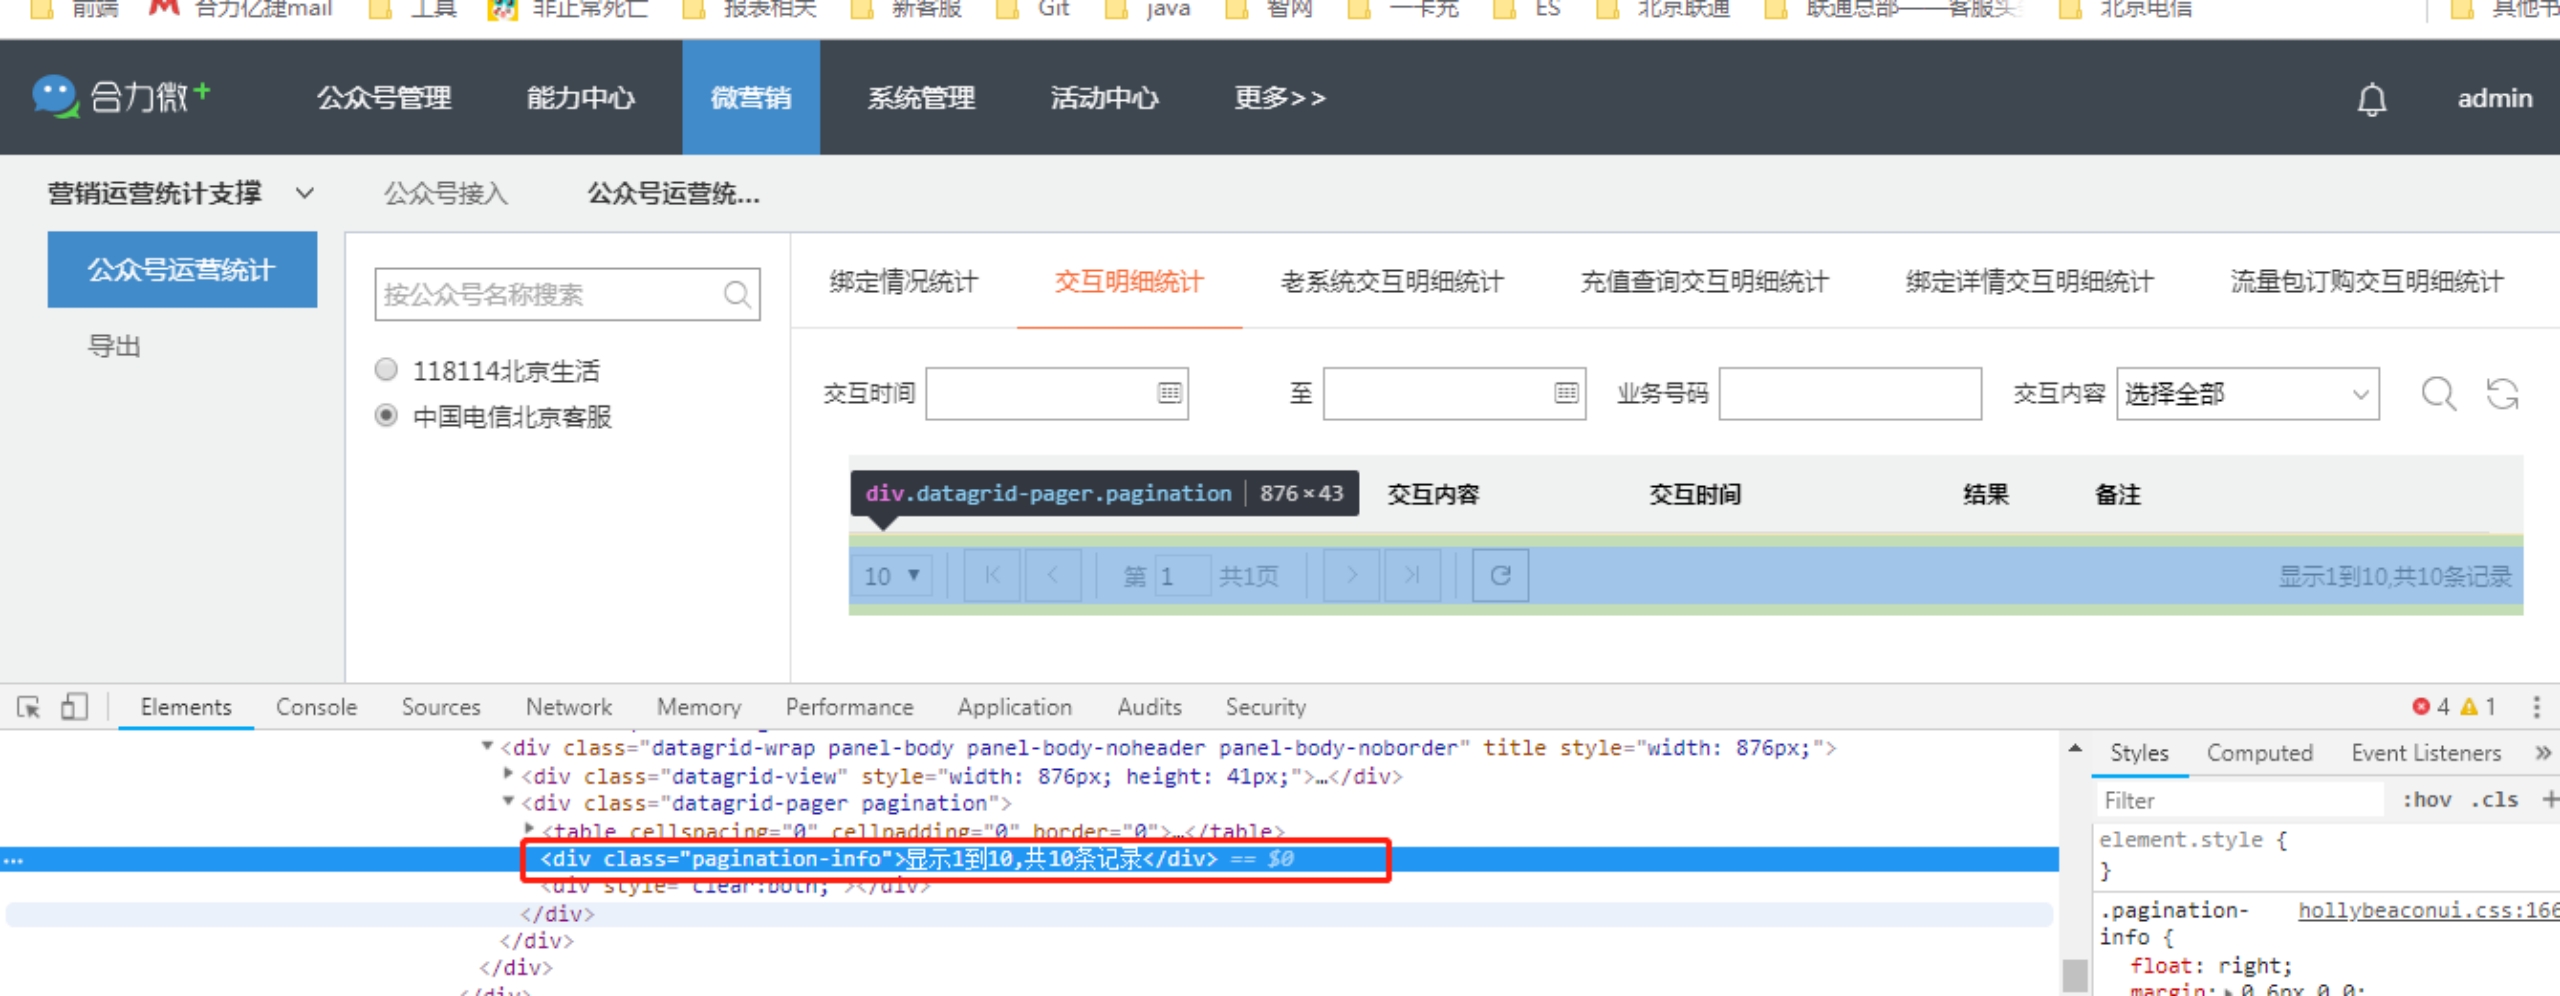 前端 合力亿捷mail 工具 非正常死亡 报表相关 新客服 Git java 智网 一卡充 ES 北京联通 联通总部——客服实 北京电信 其他书
合力微+ 公众号管理 能力中心 微营销 系统管理 活动中心 更多>> admin
营销运营统计支撑 公众号接入 公众号运营统...
公众号运营统计
导出
按公众号名称搜索
118114北京生活
中国电信北京客服
绑定情况统计 交互明细统计 老系统交互明细统计 充值查询交互明细统计 绑定详情交互明细统计 流量包订购交互明细统计
交互时间 至 业务号码 交互内容 选择全部
div.datagrid-pager.pagination 876×43 交互内容 交互时间 结果 备注
10 第 1 共1页 显示1到10,共10条记录
Elements Console Sources Network Memory Performance Application Audits Security 4 1
<div class="datagrid-wrap panel-body panel-body-noheader panel-body-noborder" title style="width: 876px;">
<div class="datagrid-view" style="width: 876px; height: 41px;">…</div>
<div class="datagrid-pager pagination">
<table cellspacing="0" cellpadding="0" border="0">…</table>
... <div class="pagination-info">显示1到10,共10条记录</div> == $0
<div style="clear:both;"></div>
</div>
</div>
</div>
</div>
Styles Computed Event Listeners »
Filter :hov .cls +
element.style {
}
.pagination- hollybeaconui.css:166
info {
float: right;
margin: 0 6px 0 0;